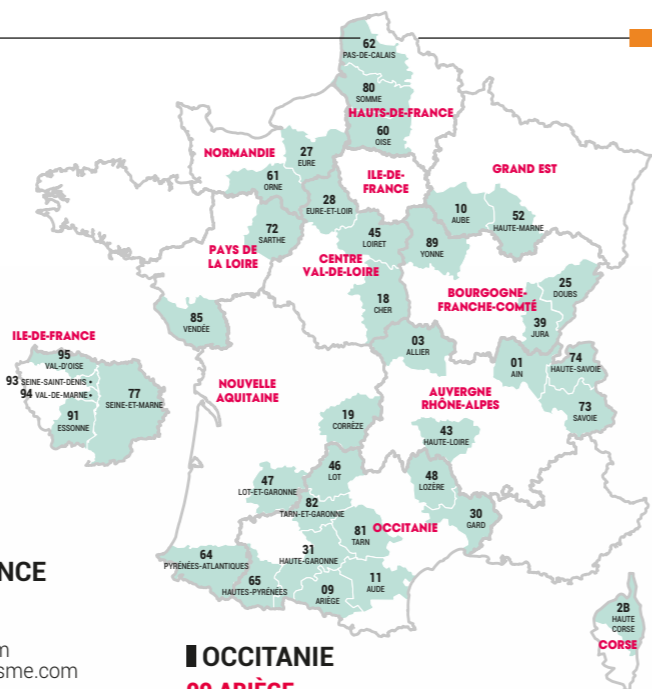 62
PAS-DE-CALAIS
80
SOMME
HAUTS-DE-FRANCE
60
OISE
NORMANDIE
27
EURE
61
ORNE
ILE-DE-
FRANCE
GRAND EST
28
EURE-ET-LOIR
10
AUBE
52
HAUTE-MARNE
72
SARTHE
45
LOIRET
89
YONNE
PAYS DE
LA LOIRE
CENTRE
VAL-DE-LOIRE
18
CHER
BOURGOGNE-
FRANCHE-COMTÉ
25
DOUBS
39
JURA
85
VENDÉE
03
ALLIER
01
AIN
74
HAUTE-SAVOIE
73
SAVOIE
ILE-DE-FRANCE
95
VAL-D'OISE
93 SEINE-SAINT-DENIS
94 VAL-DE-MARNE
77
SEINE-ET-MARNE
91
ESSONNE
NOUVELLE
AQUITAINE
AUVERGNE
RHÔNE-ALPES
19
CORRÈZE
43
HAUTE-LOIRE
46
LOT
48
LOZÈRE
47
LOT-ET-GARONNE
82
TARN-ET-GARONNE
81
TARN
OCCITANIE
30
GARD
31
HAUTE-GARONNE
64
PYRÉNÉES-ATLANTIQUES
65
HAUTES-PYRÉNÉES
09
ARIÈGE
11
AUDE
2B
HAUTE
CORSE
CORSE
NCE
m
sme.com
OCCITANIE
09 ARIÈGE